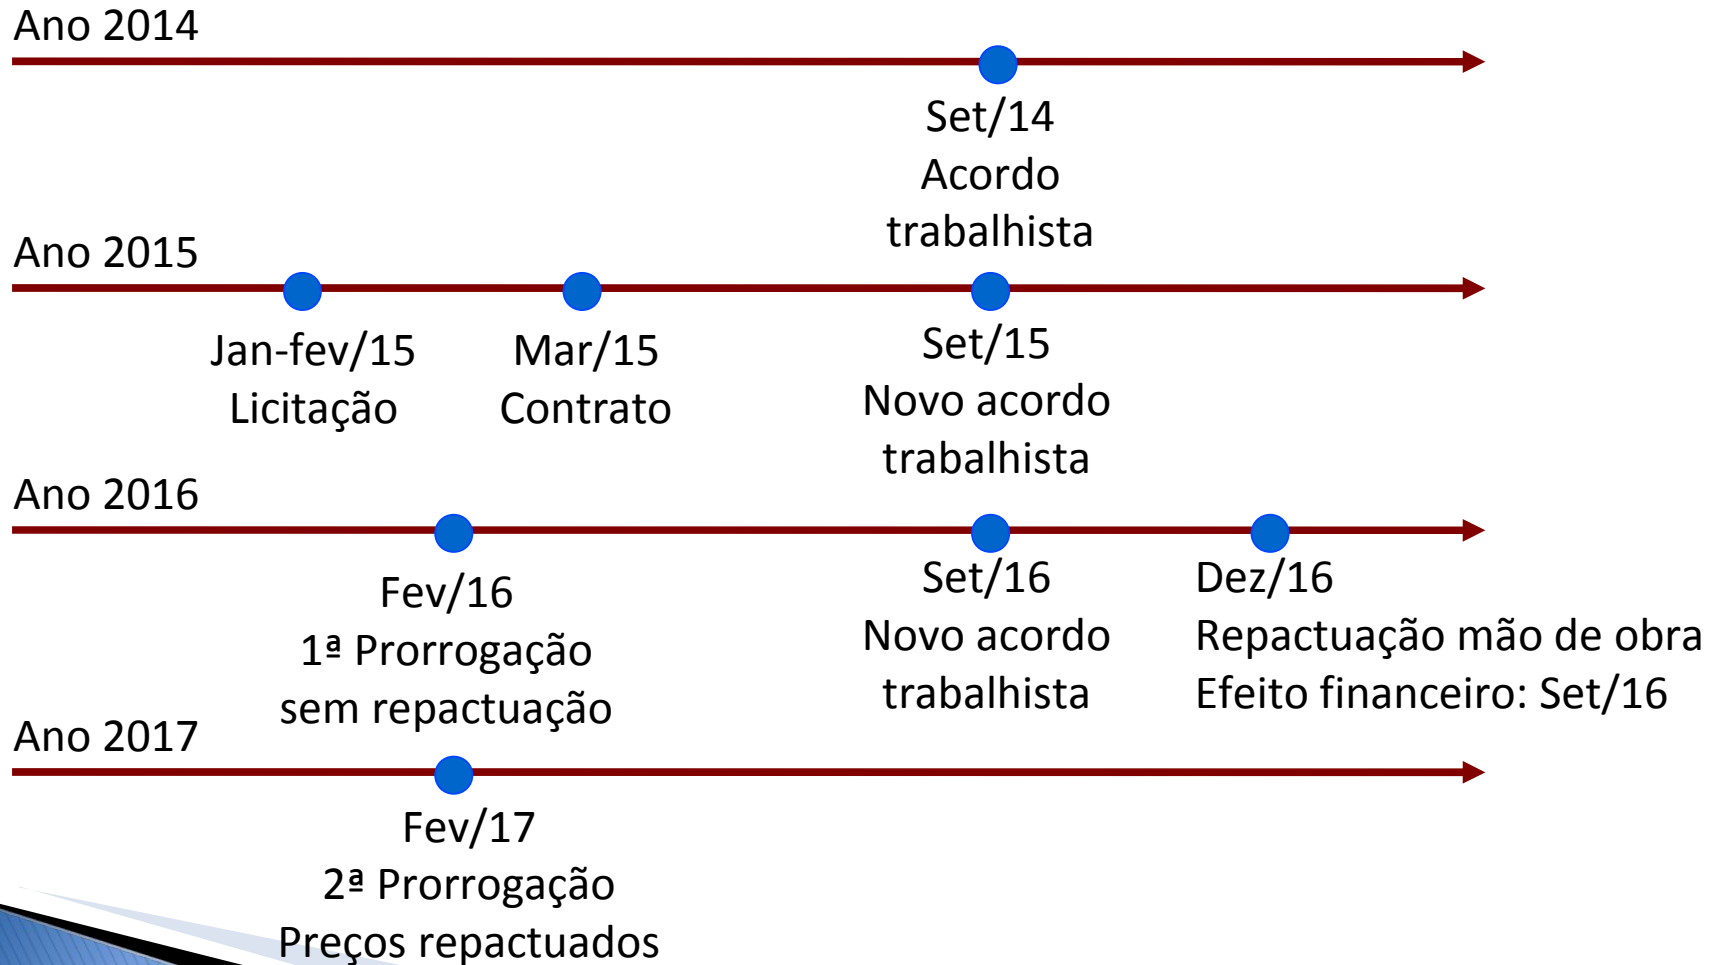 Ano 2014
Set/14
Acordo
trabalhista
Ano 2015
Jan-fev/15
Licitação
Mar/15
Contrato
Set/15
Novo acordo
trabalhista
Ano 2016
Fev/16
1ª Prorrogação
sem repactuação
Set/16
Novo acordo
trabalhista
Dez/16
Repactuação mão de obra
Efeito financeiro: Set/16
Ano 2017
Fev/17
2ª Prorrogação
Preços repactuados